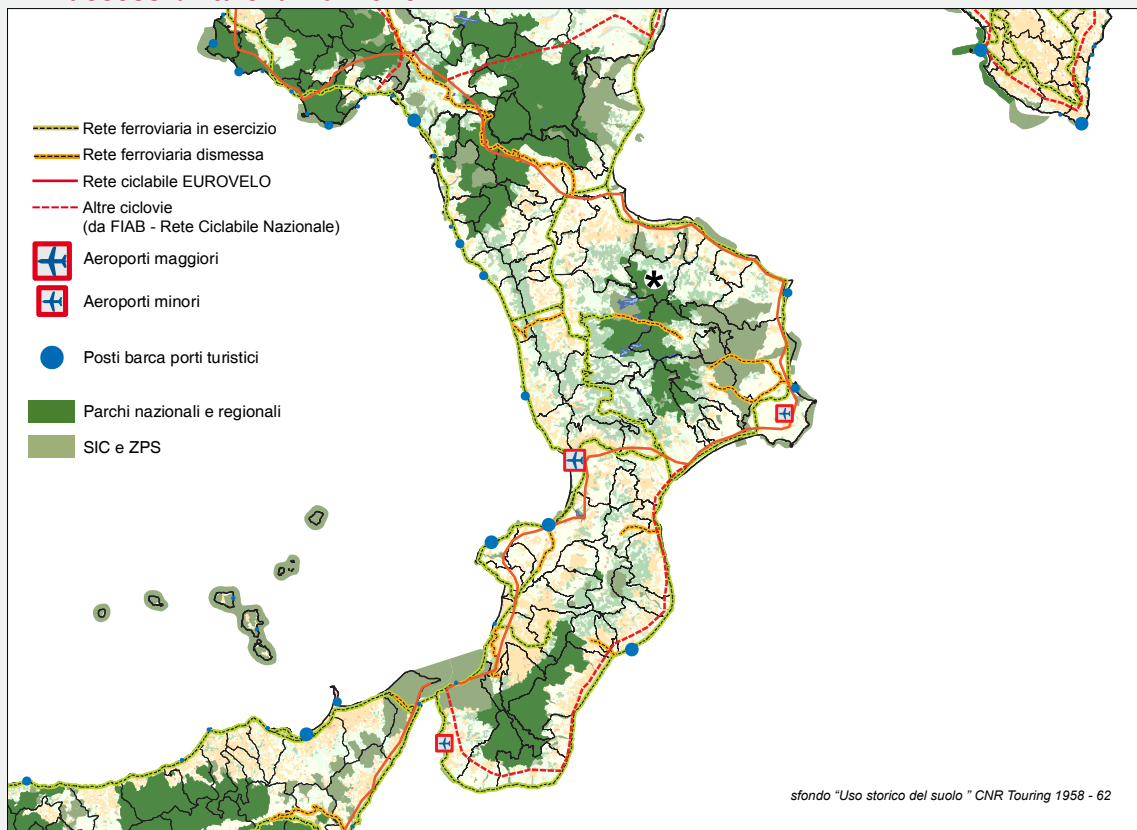 Rete ferroviaria in esercizio
Rete ferroviaria dismessa
Rete ciclabile EUROVELO
Altre ciclovie
(da FIAB - Rete Ciclabile Nazionale)
Aeroporti maggiori
Aeroporti minori
Posti barca porti turistici
Parchi nazionali e regionali
SIC e ZPS
*
sfondo “Uso storico del suolo ” CNR Touring 1958 - 62